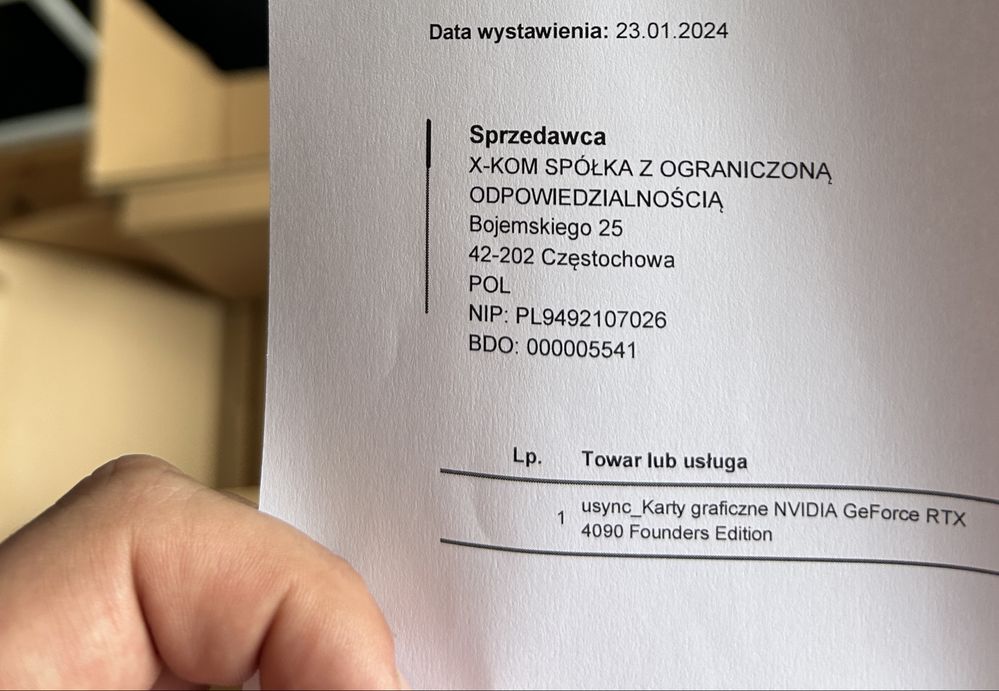 Data wystawienia: 23.01.2024
Sprzedawca
X-KOM SPÓŁKA Z OGRANICZONĄ
ODPOWIEDZIALNOŚCIĄ
Bojemskiego 25
42-202 Częstochowa
POL
NIP: PL9492107026
BDO: 000005541
Lp. Towar lub usługa
1 usync_Karty graficzne NVIDIA GeForce RTX
4090 Founders Edition